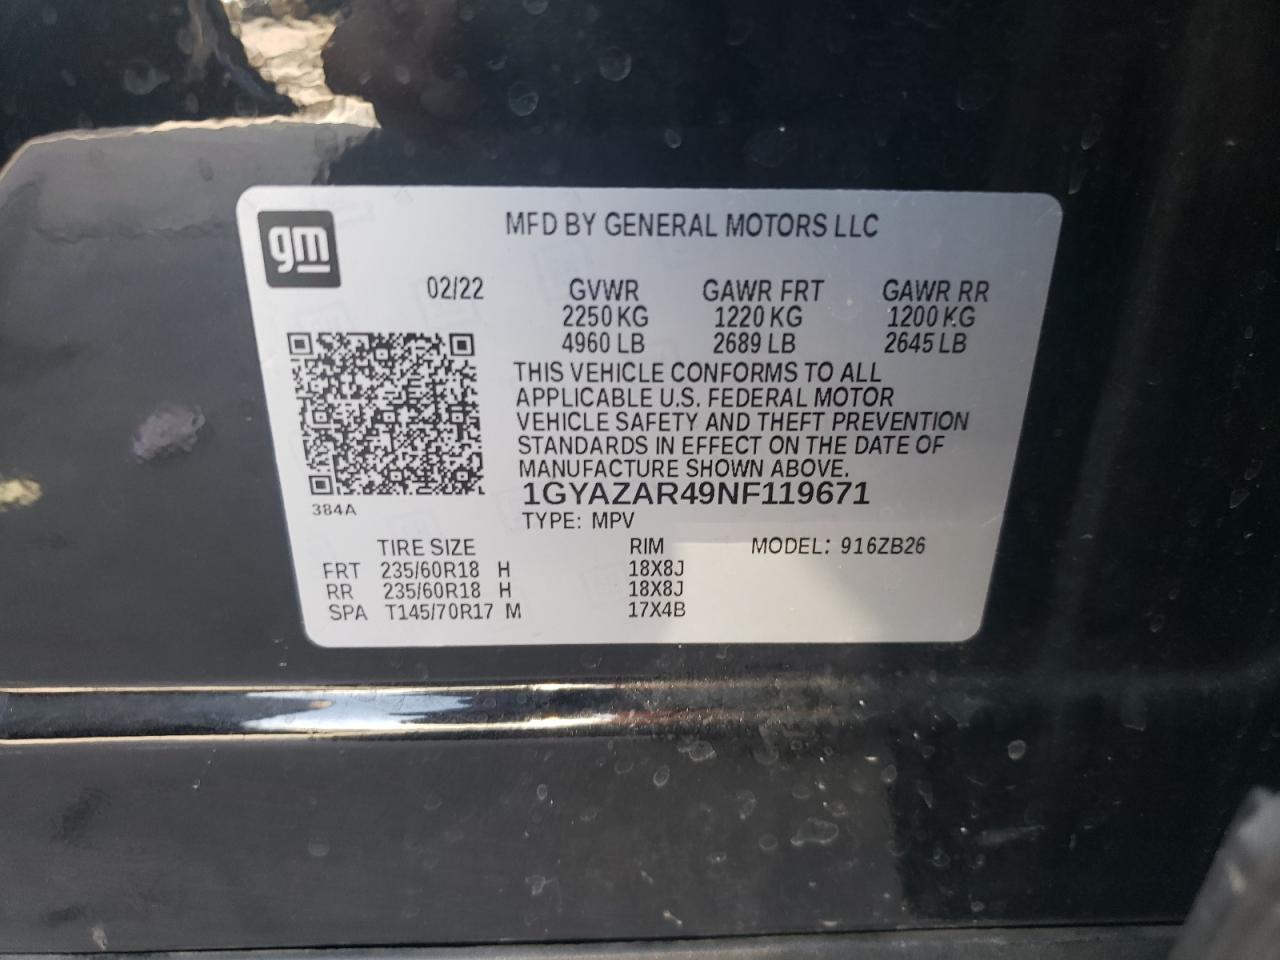 gm
MFD BY GENERAL MOTORS LLC
02/22 GVWR GAWR FRT GAWR RR
2250 KG 1220 KG 1200 KG
4960 LB 2689 LB 2645 LB
THIS VEHICLE CONFORMS TO ALL
APPLICABLE U.S. FEDERAL MOTOR
VEHICLE SAFETY AND THEFT PREVENTION
STANDARDS IN EFFECT ON THE DATE OF
MANUFACTURE SHOWN ABOVE.
1GYAZAR49NF119671
384A
TYPE: MPV
TIRE SIZE RIM MODEL: 916ZB26
FRT 235/60R18 H 18X8J
RR 235/60R18 H 18X8J
SPA T145/70R17 M 17X4B